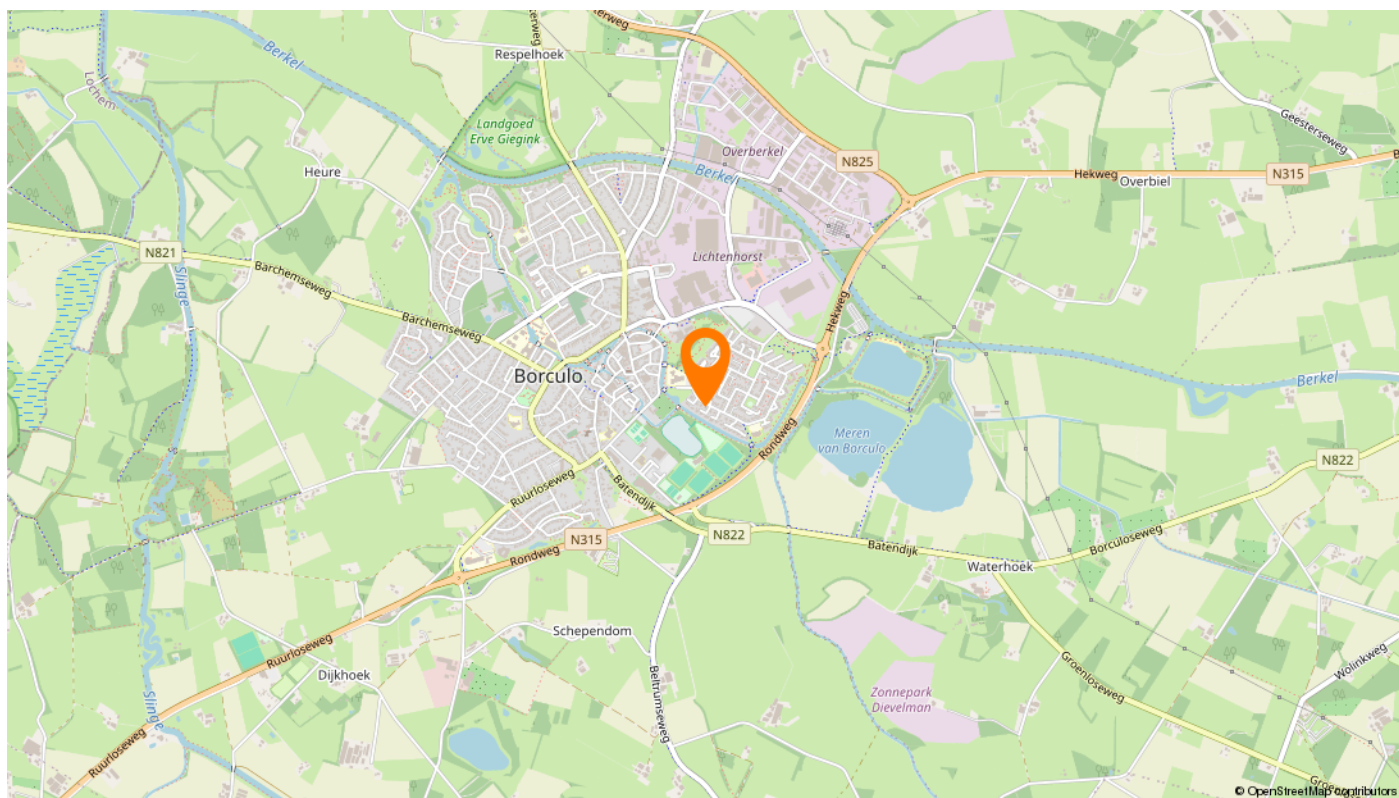 Berkel
Respelhoek
Lochem
Landgoed
Erve Giegink
Geesterseweg
Overberkel
N825
Heure
Berkel
Hekweg
N315
Overbiel
N821
Slinge
Barchemseweg
Lichtenhorst
Barchemseweg
Hekweg
Borculo
Berkel
Rondweg
Meren
van Borculo
N822
Ruurloseweg
Batendijk
N315
N822
Rondweg
Batendijk
Borculoseweg
Waterhoek
Schependom
Ruurloseweg
Dijkhoek
Beltrumseweg
Groenloseweg
Wolinkweg
Zonnepark
Dievelman
Slinge
Ruurloseweg
© OpenStreetMap contributors